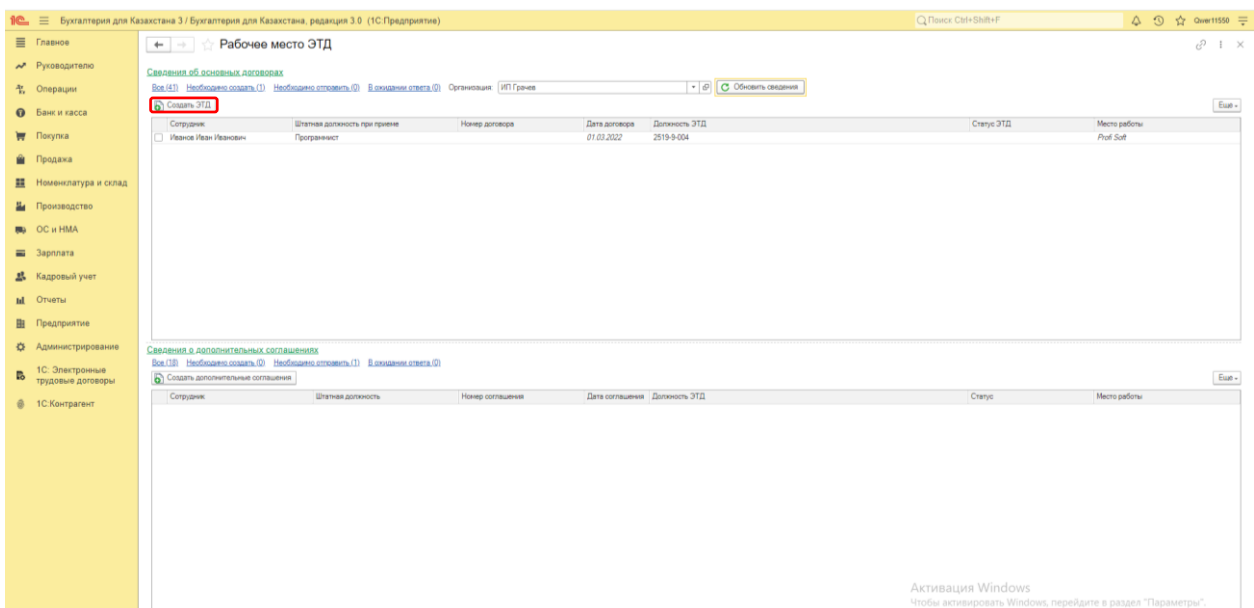 1С Бухгалтерия для Казахстана 3 / Бухгалтерия для Казахстана, редакция 3.0 (1С:Предприятие) Поиск Ctrl+Shift+F Qwer11550
Главное
Руководителю
Операции
Банк и касса
Покупка
Продажа
Номенклатура и склад
Производство
ОС и НМА
Зарплата
Кадровый учет
Отчеты
Предприятие
Администрирование
1С: Электронные
трудовые договоры
1С:Контрагент
Рабочее место ЭТД
Сведения об основных договорах
Все (41) Необходимо создать (1) Необходимо отправить (0) В ожидании ответа (0) Организация: ИП Грачев Обновить сведения
Создать ЭТД Еще
Сотрудник Штатная должность при приеме Номер договора Дата договора Должность ЭТД Статус ЭТД Место работы
Иванов Иван Иванович Программист 01.03.2022 2519-9-004 Profi Soft
Сведения о дополнительных соглашениях
Все (18) Необходимо создать (0) Необходимо отправить (1) В ожидании ответа (0)
Создать дополнительные соглашения Еще
Сотрудник Штатная должность Номер соглашения Дата соглашения Должность ЭТД Статус Место работы
Активация Windows
Чтобы активировать Windows, перейдите в раздел "Параметры".